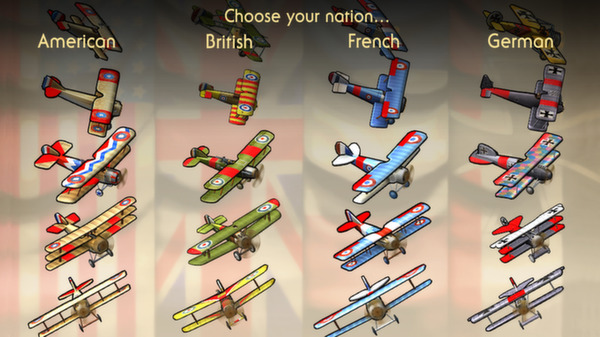 Choose your nation...
American
British
French
German